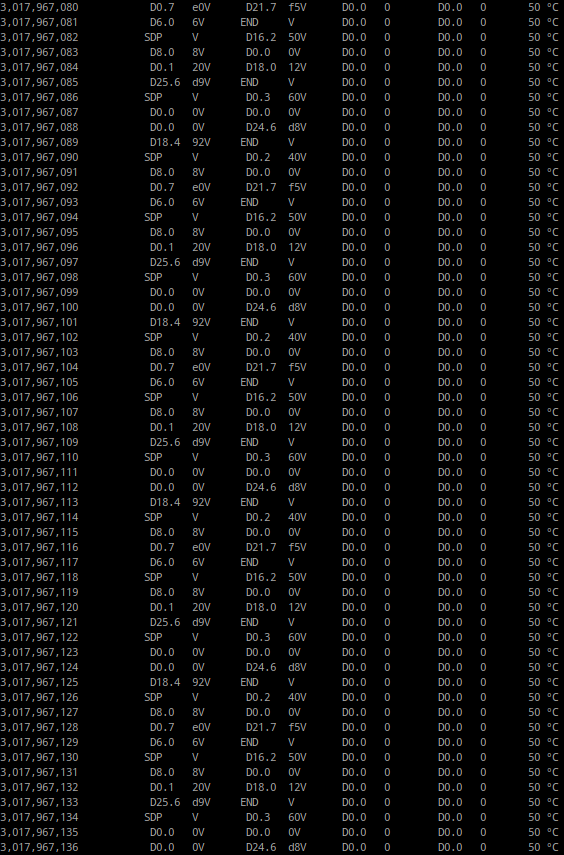 3,017,967,080 D0.7 e0V D21.7 f5V D0.0 0 D0.0 0 50 °C
3,017,967,081 D6.0 6V END V D0.0 0 D0.0 0 50 °C
3,017,967,082 SDP V D16.2 50V D0.0 0 D0.0 0 50 °C
3,017,967,083 D8.0 8V D0.0 0V D0.0 0 D0.0 0 50 °C
3,017,967,084 D0.1 20V D18.0 12V D0.0 0 D0.0 0 50 °C
3,017,967,085 D25.6 d9V END V D0.0 0 D0.0 0 50 °C
3,017,967,086 SDP V D0.3 60V D0.0 0 D0.0 0 50 °C
3,017,967,087 D0.0 0V D0.0 0V D0.0 0 D0.0 0 50 °C
3,017,967,088 D0.0 0V D24.6 d8V D0.0 0 D0.0 0 50 °C
3,017,967,089 D18.4 92V END V D0.0 0 D0.0 0 50 °C
3,017,967,090 SDP V D0.2 40V D0.0 0 D0.0 0 50 °C
3,017,967,091 D8.0 8V D0.0 0V D0.0 0 D0.0 0 50 °C
3,017,967,092 D0.7 e0V D21.7 f5V D0.0 0 D0.0 0 50 °C
3,017,967,093 D6.0 6V END V D0.0 0 D0.0 0 50 °C
3,017,967,094 SDP V D16.2 50V D0.0 0 D0.0 0 50 °C
3,017,967,095 D8.0 8V D0.0 0V D0.0 0 D0.0 0 50 °C
3,017,967,096 D0.1 20V D18.0 12V D0.0 0 D0.0 0 50 °C
3,017,967,097 D25.6 d9V END V D0.0 0 D0.0 0 50 °C
3,017,967,098 SDP V D0.3 60V D0.0 0 D0.0 0 50 °C
3,017,967,099 D0.0 0V D0.0 0V D0.0 0 D0.0 0 50 °C
3,017,967,100 D0.0 0V D24.6 d8V D0.0 0 D0.0 0 50 °C
3,017,967,101 D18.4 92V END V D0.0 0 D0.0 0 50 °C
3,017,967,102 SDP V D0.2 40V D0.0 0 D0.0 0 50 °C
3,017,967,103 D8.0 8V D0.0 0V D0.0 0 D0.0 0 50 °C
3,017,967,104 D0.7 e0V D21.7 f5V D0.0 0 D0.0 0 50 °C
3,017,967,105 D6.0 6V END V D0.0 0 D0.0 0 50 °C
3,017,967,106 SDP V D16.2 50V D0.0 0 D0.0 0 50 °C
3,017,967,107 D8.0 8V D0.0 0V D0.0 0 D0.0 0 50 °C
3,017,967,108 D0.1 20V D18.0 12V D0.0 0 D0.0 0 50 °C
3,017,967,109 D25.6 d9V END V D0.0 0 D0.0 0 50 °C
3,017,967,110 SDP V D0.3 60V D0.0 0 D0.0 0 50 °C
3,017,967,111 D0.0 0V D0.0 0V D0.0 0 D0.0 0 50 °C
3,017,967,112 D0.0 0V D24.6 d8V D0.0 0 D0.0 0 50 °C
3,017,967,113 D18.4 92V END V D0.0 0 D0.0 0 50 °C
3,017,967,114 SDP V D0.2 40V D0.0 0 D0.0 0 50 °C
3,017,967,115 D8.0 8V D0.0 0V D0.0 0 D0.0 0 50 °C
3,017,967,116 D0.7 e0V D21.7 f5V D0.0 0 D0.0 0 50 °C
3,017,967,117 D6.0 6V END V D0.0 0 D0.0 0 50 °C
3,017,967,118 SDP V D16.2 50V D0.0 0 D0.0 0 50 °C
3,017,967,119 D8.0 8V D0.0 0V D0.0 0 D0.0 0 50 °C
3,017,967,120 D0.1 20V D18.0 12V D0.0 0 D0.0 0 50 °C
3,017,967,121 D25.6 d9V END V D0.0 0 D0.0 0 50 °C
3,017,967,122 SDP V D0.3 60V D0.0 0 D0.0 0 50 °C
3,017,967,123 D0.0 0V D0.0 0V D0.0 0 D0.0 0 50 °C
3,017,967,124 D0.0 0V D24.6 d8V D0.0 0 D0.0 0 50 °C
3,017,967,125 D18.4 92V END V D0.0 0 D0.0 0 50 °C
3,017,967,126 SDP V D0.2 40V D0.0 0 D0.0 0 50 °C
3,017,967,127 D8.0 8V D0.0 0V D0.0 0 D0.0 0 50 °C
3,017,967,128 D0.7 e0V D21.7 f5V D0.0 0 D0.0 0 50 °C
3,017,967,129 D6.0 6V END V D0.0 0 D0.0 0 50 °C
3,017,967,130 SDP V D16.2 50V D0.0 0 D0.0 0 50 °C
3,017,967,131 D8.0 8V D0.0 0V D0.0 0 D0.0 0 50 °C
3,017,967,132 D0.1 20V D18.0 12V D0.0 0 D0.0 0 50 °C
3,017,967,133 D25.6 d9V END V D0.0 0 D0.0 0 50 °C
3,017,967,134 SDP V D0.3 60V D0.0 0 D0.0 0 50 °C
3,017,967,135 D0.0 0V D0.0 0V D0.0 0 D0.0 0 50 °C
3,017,967,136 D0.0 0V D24.6 d8V D0.0 0 D0.0 0 50 °C